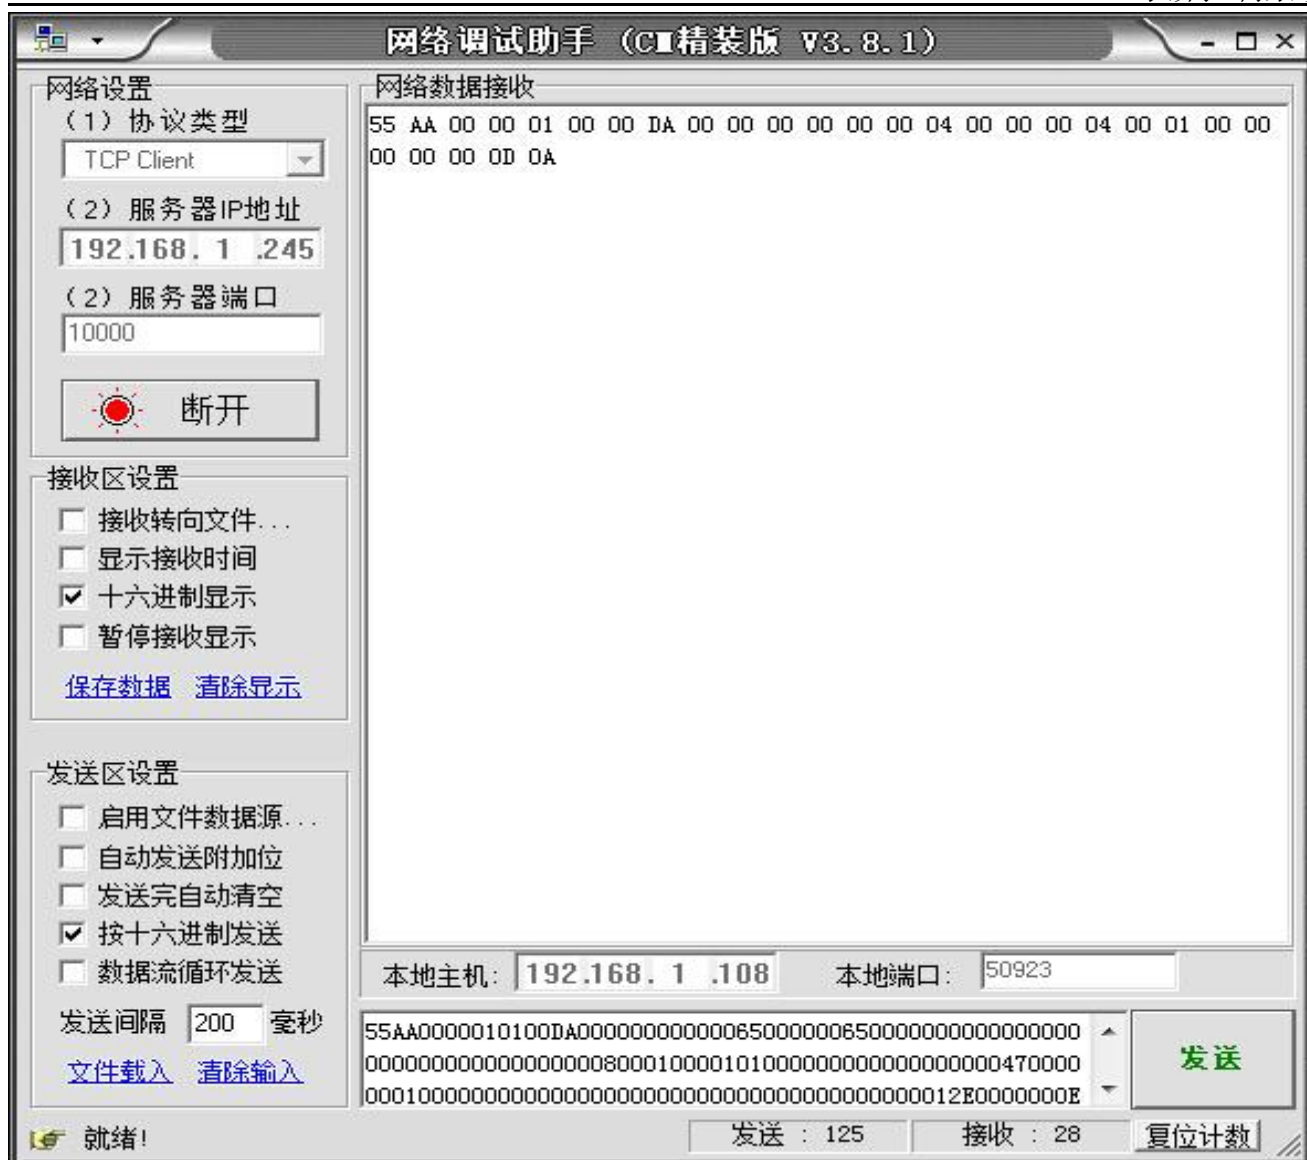 网络调试助手 (CⅢ精装版 V3.8.1)
网络设置
(1) 协议类型
TCP Client
(2) 服务器IP地址
192.168. 1 .245
(2) 服务器端口
10000
断开
接收区设置
接收转向文件...
显示接收时间
十六进制显示
暂停接收显示
保存数据 清除显示
发送区设置
启用文件数据源...
自动发送附加位
发送完自动清空
按十六进制发送
数据流循环发送
发送间隔 200 毫秒
文件载入 清除输入
网络数据接收
55 AA 00 00 01 00 00 DA 00 00 00 00 00 00 04 00 00 00 04 00 01 00 00
00 00 00 0D 0A
本地主机: 192.168. 1 .108 本地端口: 50923
55AA0000010100DA000000000000650000006500000000000000000
0000000000000000008000100001010000000000000000000470000
000100000000000000000000000000000000000000012E0000000E
发送
就绪! 发送 : 125 接收 : 28 复位计数